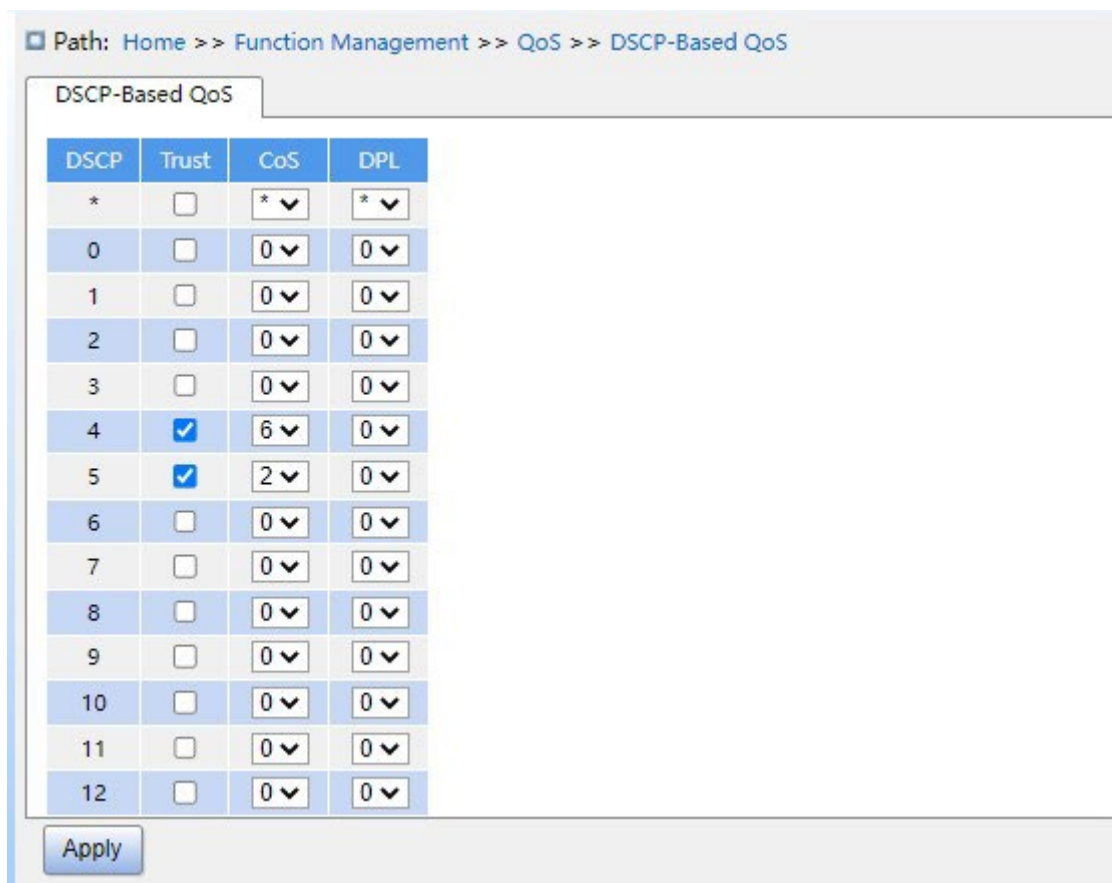 Path: Home >> Function Management >> QoS >> DSCP-Based QoS
DSCP-Based QoS
DSCP Trust CoS DPL
* * *
0 0 0
1 0 0
2 0 0
3 0 0
4 6 0
5 2 0
6 0 0
7 0 0
8 0 0
9 0 0
10 0 0
11 0 0
12 0 0
Apply